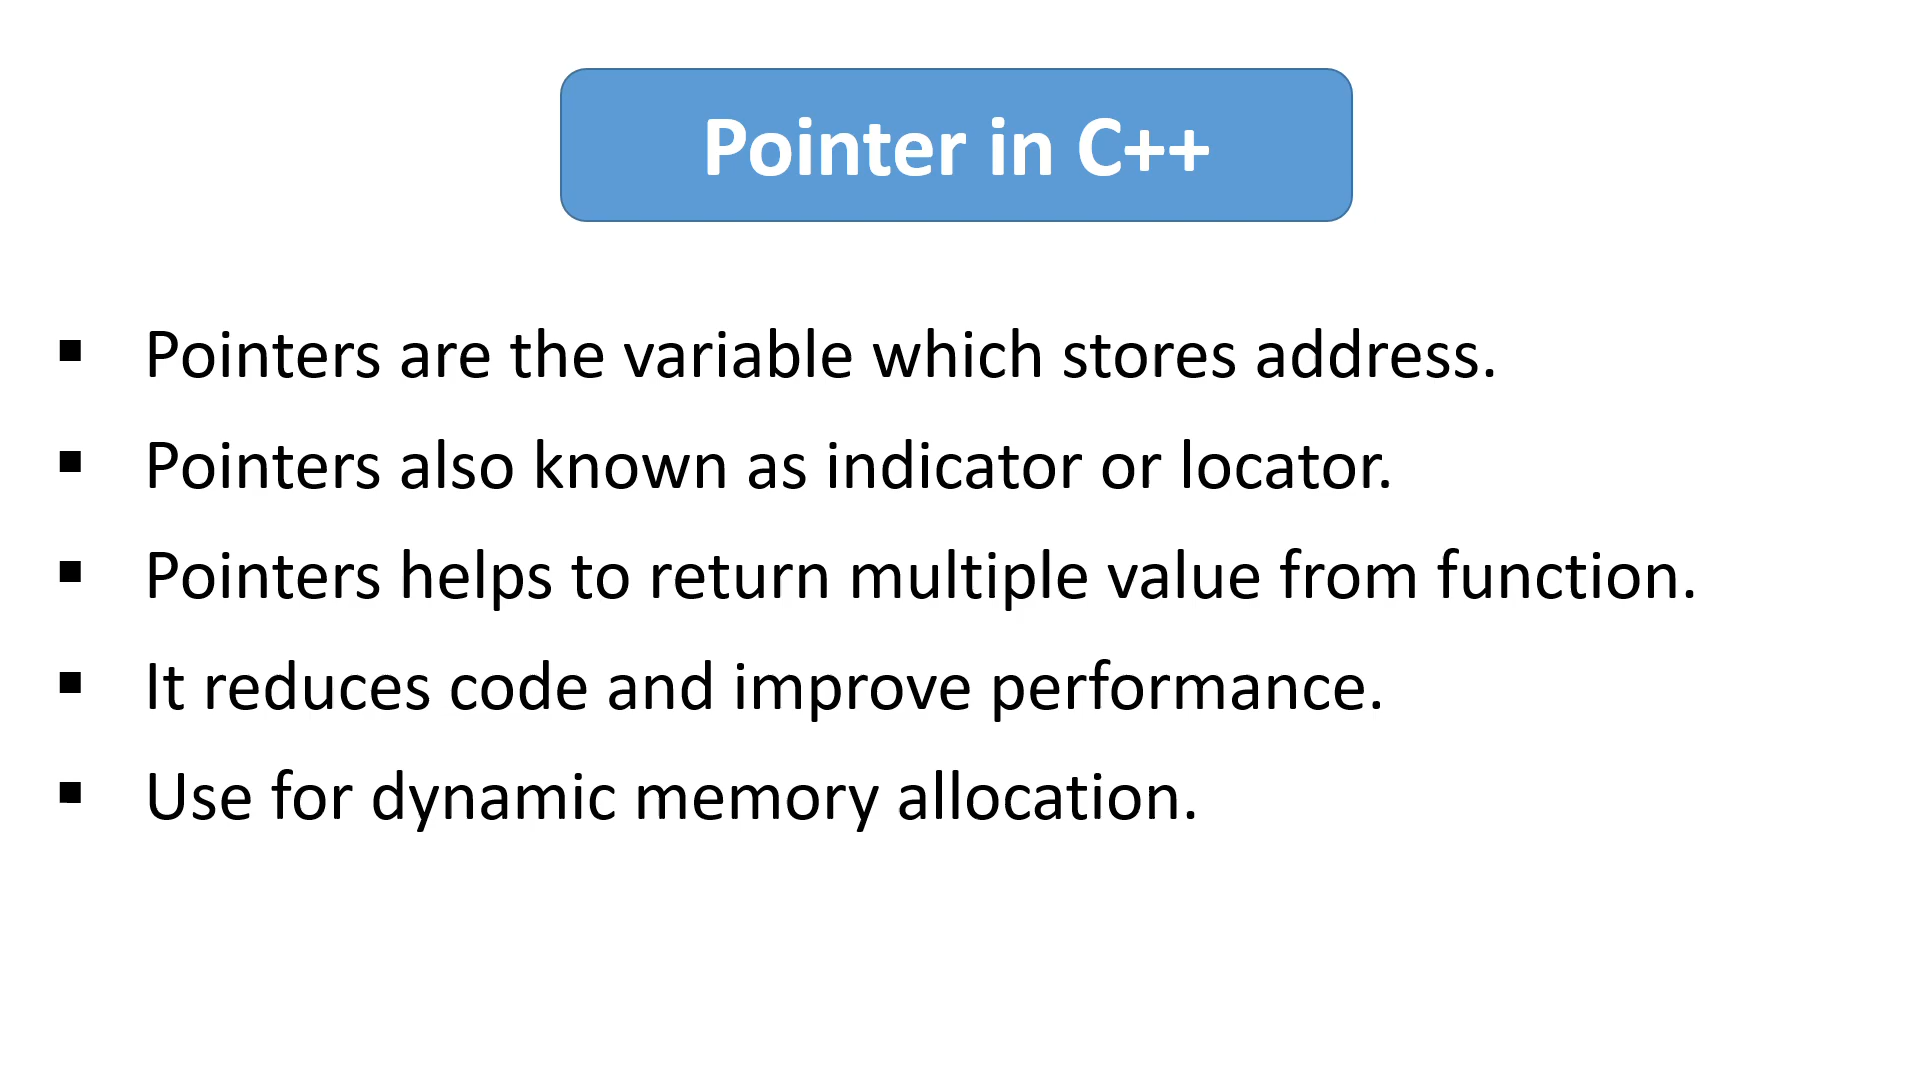 Pointer in C++
▪ Pointers are the variable which stores address.
▪ Pointers also known as indicator or locator.
▪ Pointers helps to return multiple value from function.
▪ It reduces code and improve performance.
▪ Use for dynamic memory allocation.